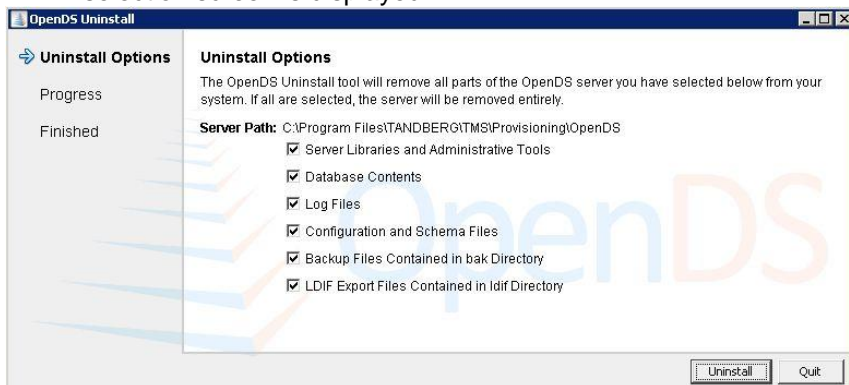 OpenDS Uninstall
Uninstall Options
Progress
Finished
Uninstall Options
The OpenDS Uninstall tool will remove all parts of the OpenDS server you have selected below from your
system. If all are selected, the server will be removed entirely.
Server Path: C:\Program Files\TANDBERG\TMS\Provisioning\OpenDS
Server Libraries and Administrative Tools
Database Contents
Log Files
Configuration and Schema Files
Backup Files Contained in bak Directory
LDIF Export Files Contained in ldif Directory
OpenDS
Uninstall
Quit